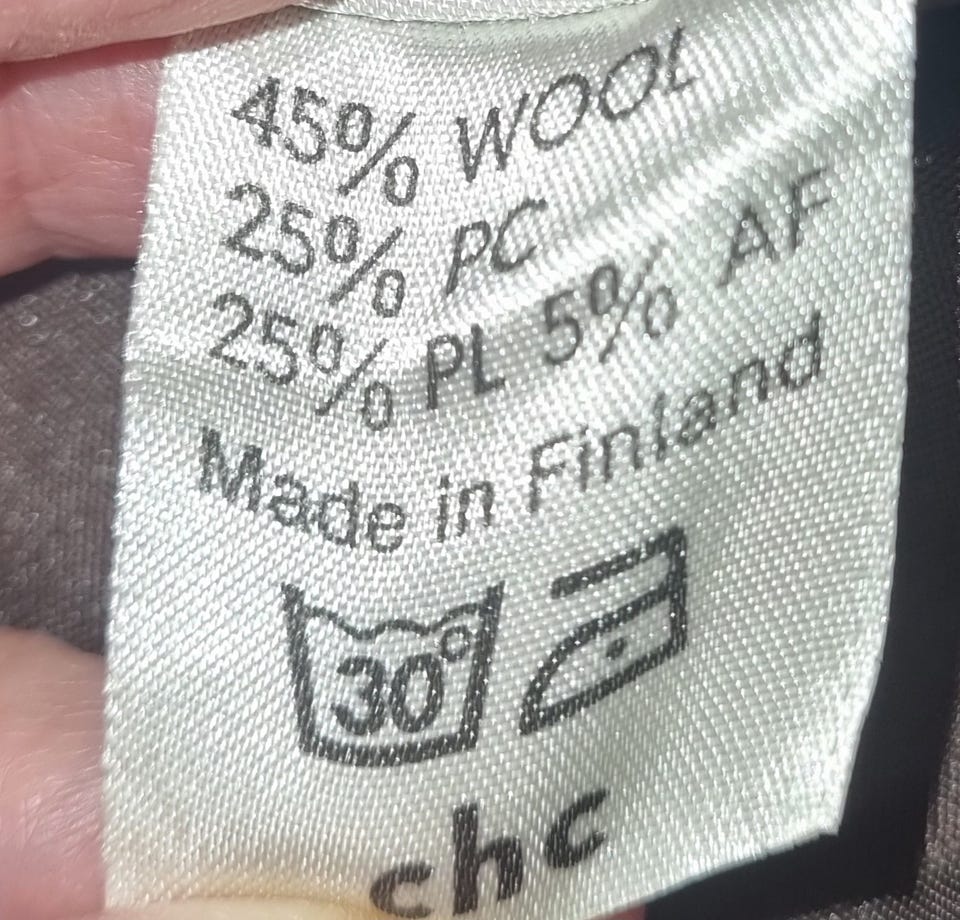 45% WOOL
25% PC
25% PL 5% AF
Made in Finland
30°
chc